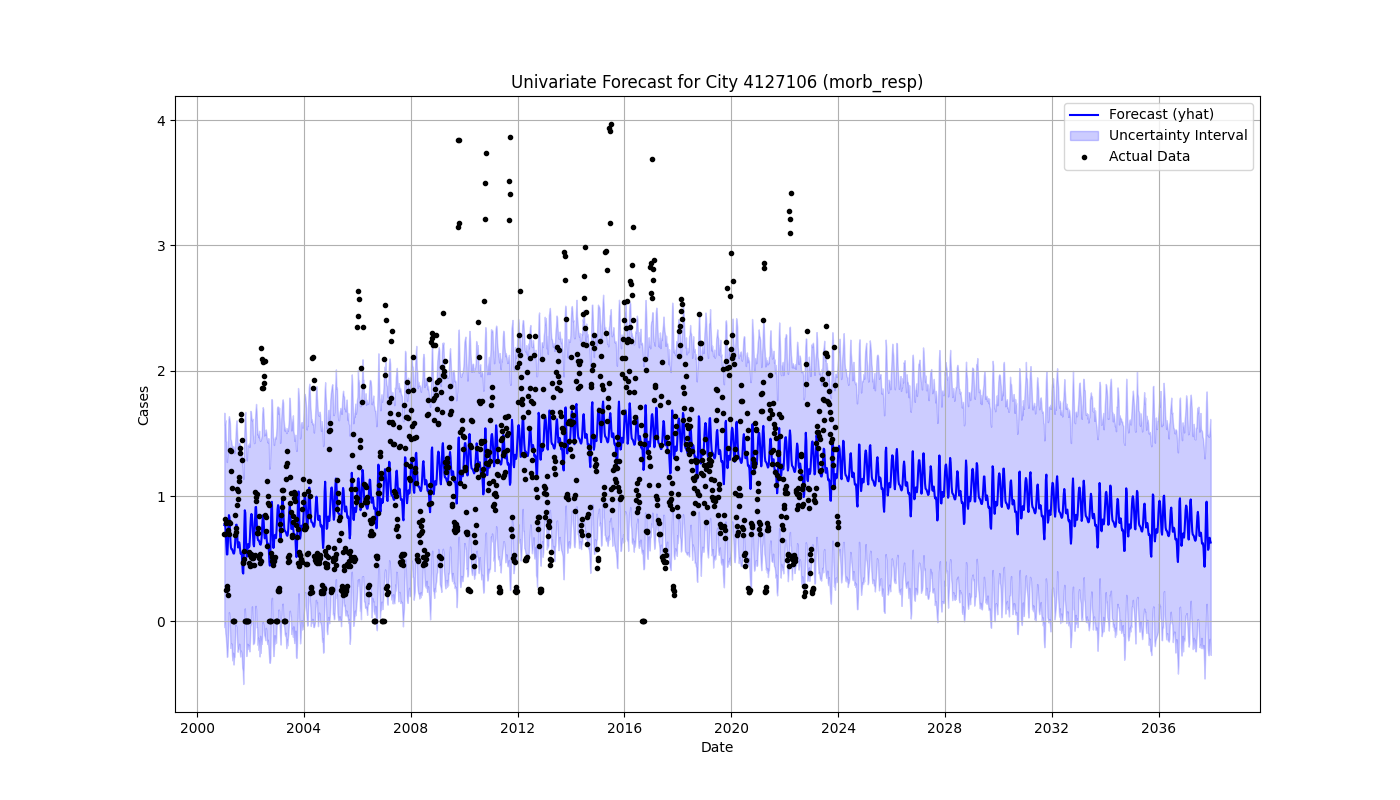 Univariate Forecast for City 4127106 (morb_resp)
Forecast (yhat)
Uncertainty Interval
Actual Data
Cases
4
3
2
1
0
2000 2004 2008 2012 2016 2020 2024 2028 2032 2036
Date